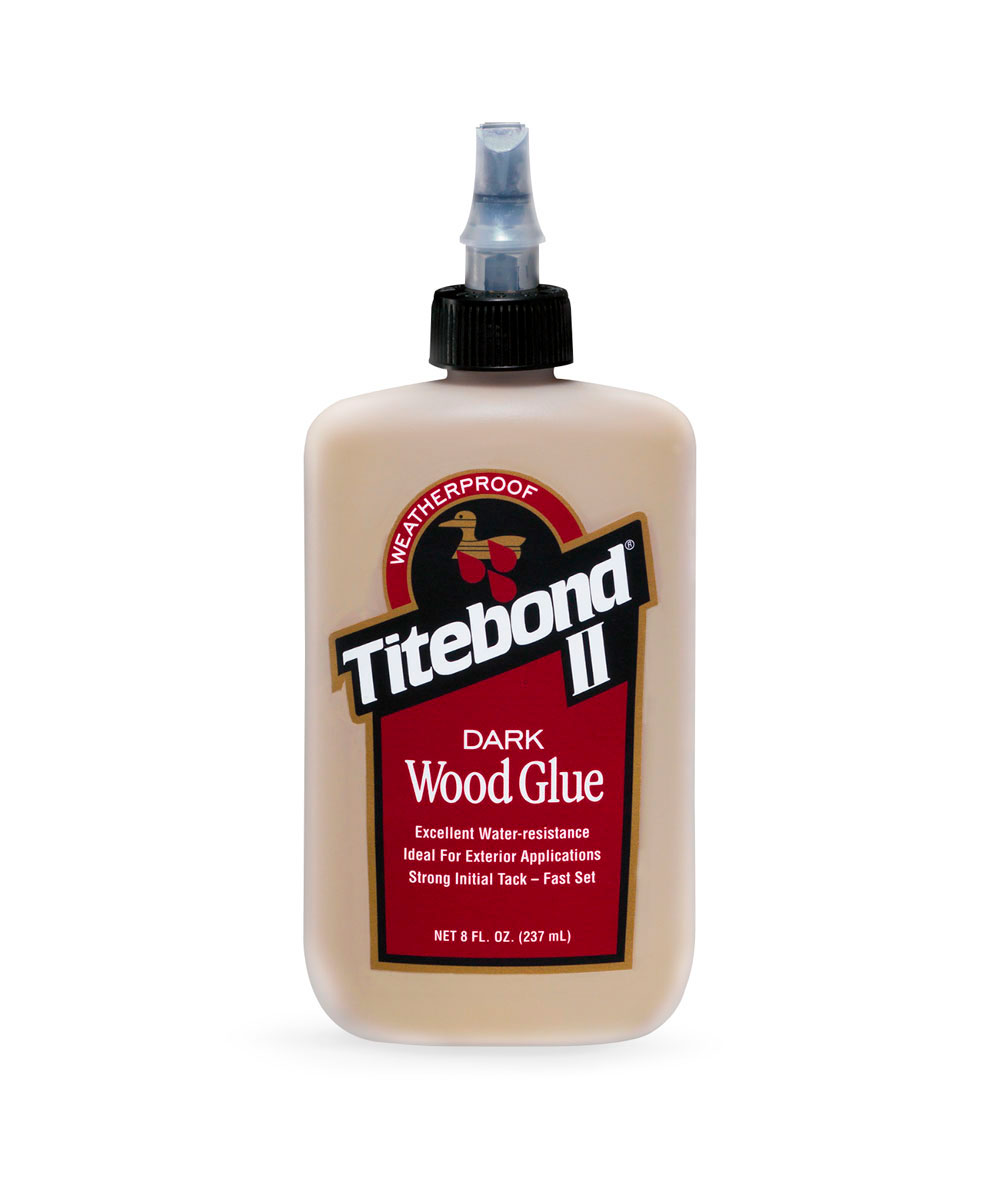 WEATHERPROOF
Titebond®
II
DARK
Wood Glue
Excellent Water-resistance
Ideal For Exterior Applications
Strong Initial Tack – Fast Set
NET 8 FL. OZ. (237 mL)